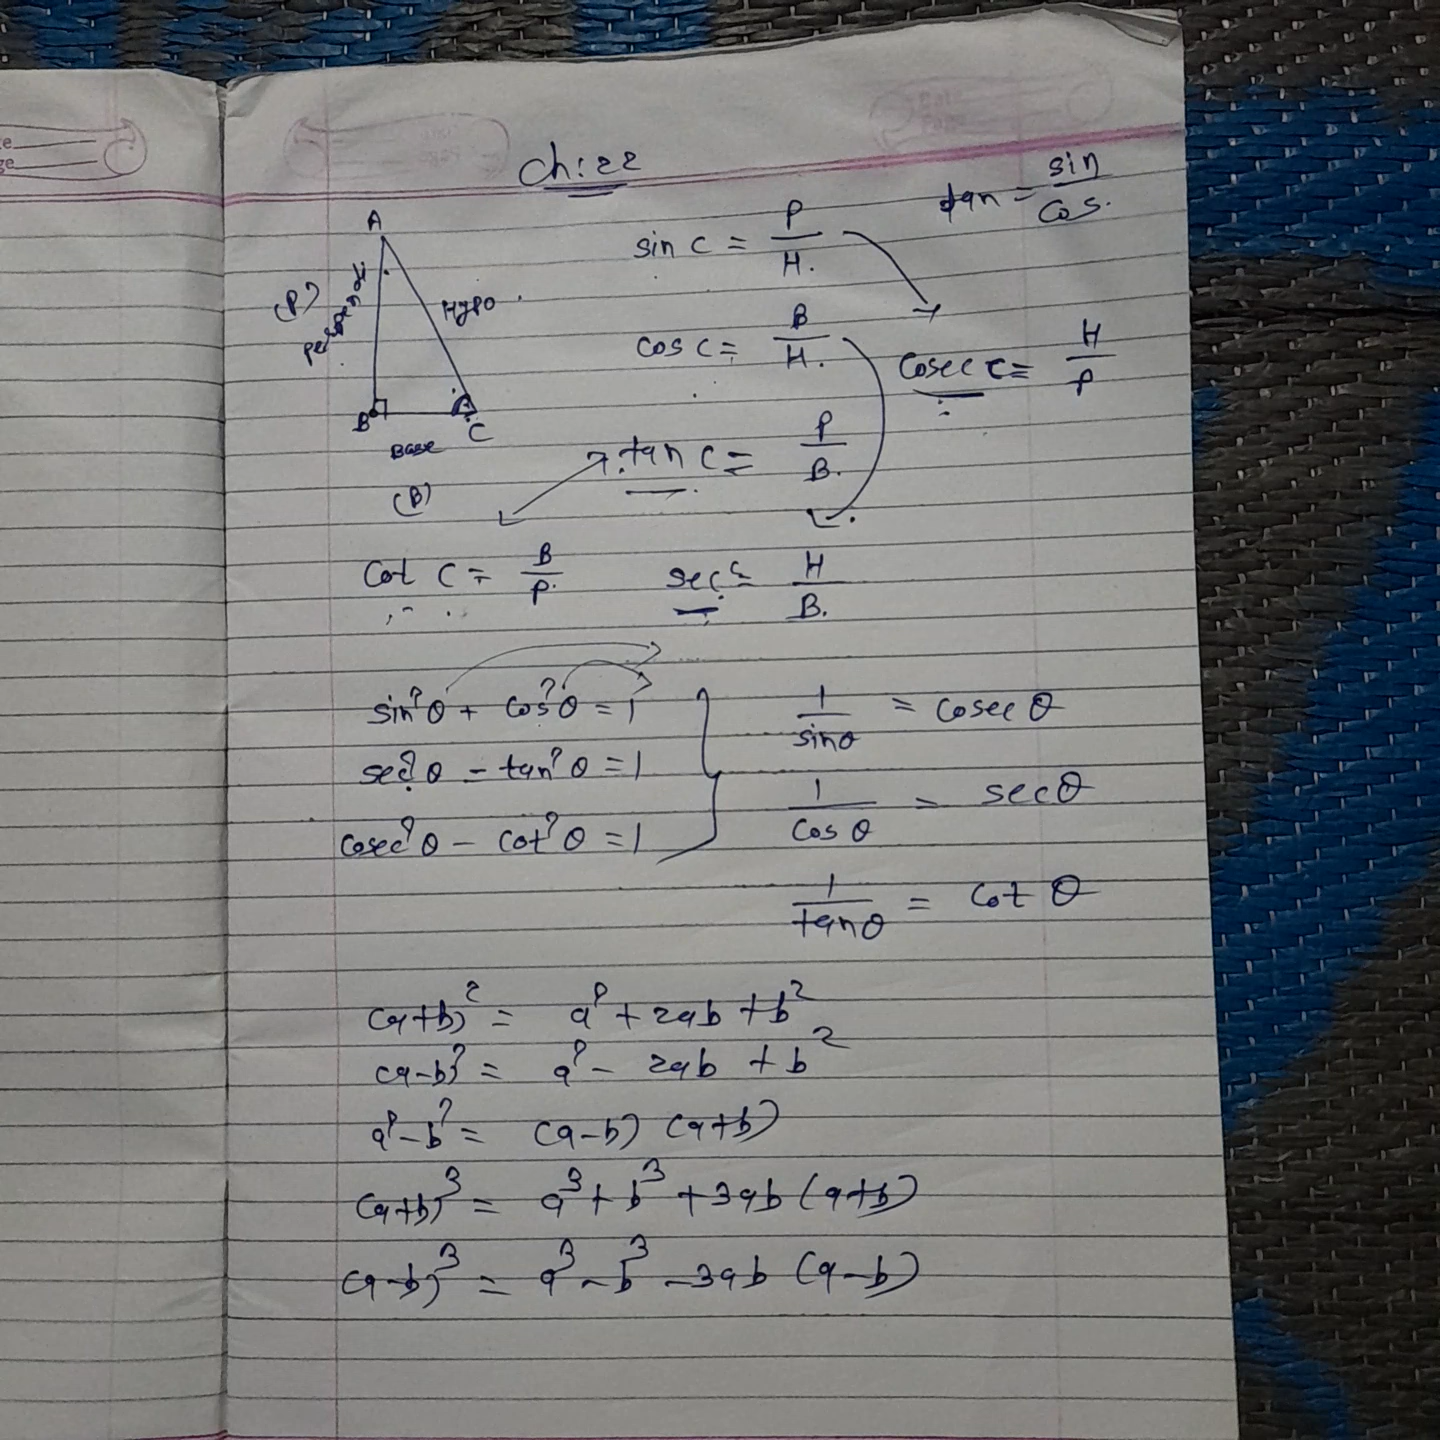 Ch:22
tan = sin/cos.
A
sin C = P/H.
(P)
Hypo
cos C = B/H.
cosec C = H/P
B
C
Base
tan C = P/B.
(B)
cot C = B/P.
sec C = H/B.
sin²θ + cos²θ = 1
1/sinθ = cosec θ
sec²θ - tan²θ = 1
1/cos θ = sec θ
cosec²θ - cot²θ = 1
1/tanθ = cot θ
(a+b)² = a² + 2ab + b²
(a-b)² = a² - 2ab + b²
a² - b² = (a-b) (a+b)
(a+b)³ = a³ + b³ + 3ab (a+b)
(a-b)³ = a³ - b³ - 3ab (a-b)